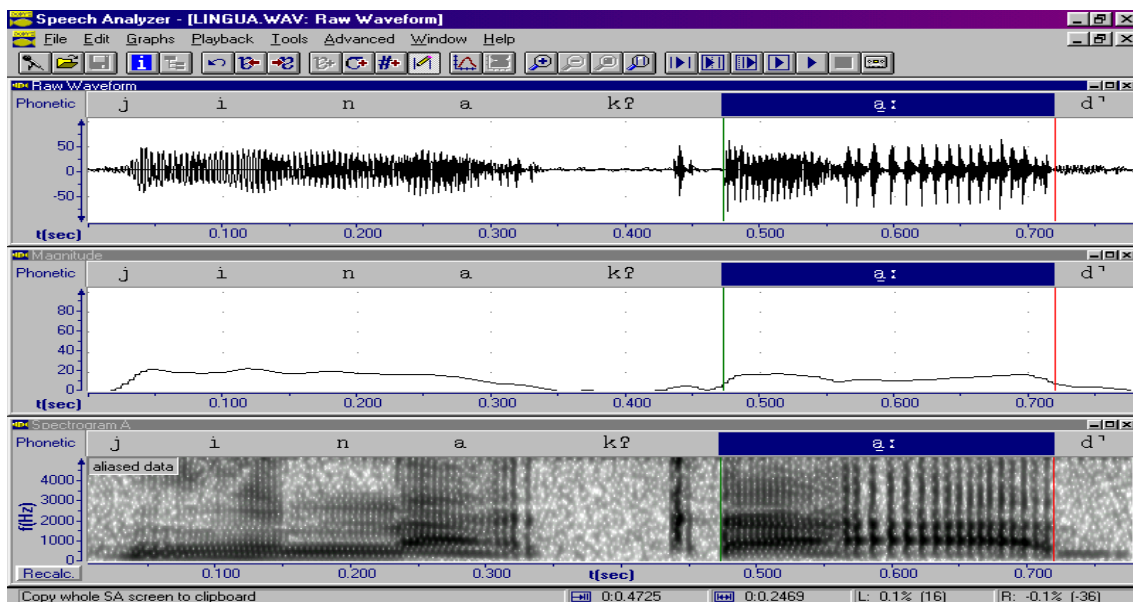 Speech Analyzer - [LINGUA.WAV: Raw Waveform]
File Edit Graphs Playback Tools Advanced Window Help
Raw Waveform
Phonetic j i n a kʔ a̰ː d̚
50
0
-50
t(sec) 0.100 0.200 0.300 0.400 0.500 0.600 0.700
Magnitude
Phonetic j i n a kʔ a̰ː d̚
80
60
40
20
0
t(sec) 0.100 0.200 0.300 0.400 0.500 0.600 0.700
Spectrogram A
Phonetic j i n a kʔ a̰ː d̚
aliased data
4000
3000
2000
1000
0
f(Hz)
Recalc. 0.100 0.200 0.300 t(sec) 0.500 0.600 0.700
Copy whole SA screen to clipboard 0:0.4725 0:0.2469 L: 0.1% (16) R: -0.1% (-36)